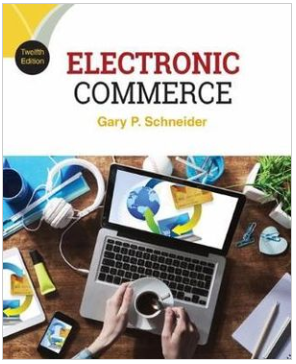 Twelfth
Edition
ELECTRONIC
COMMERCE
Gary P. Schneider